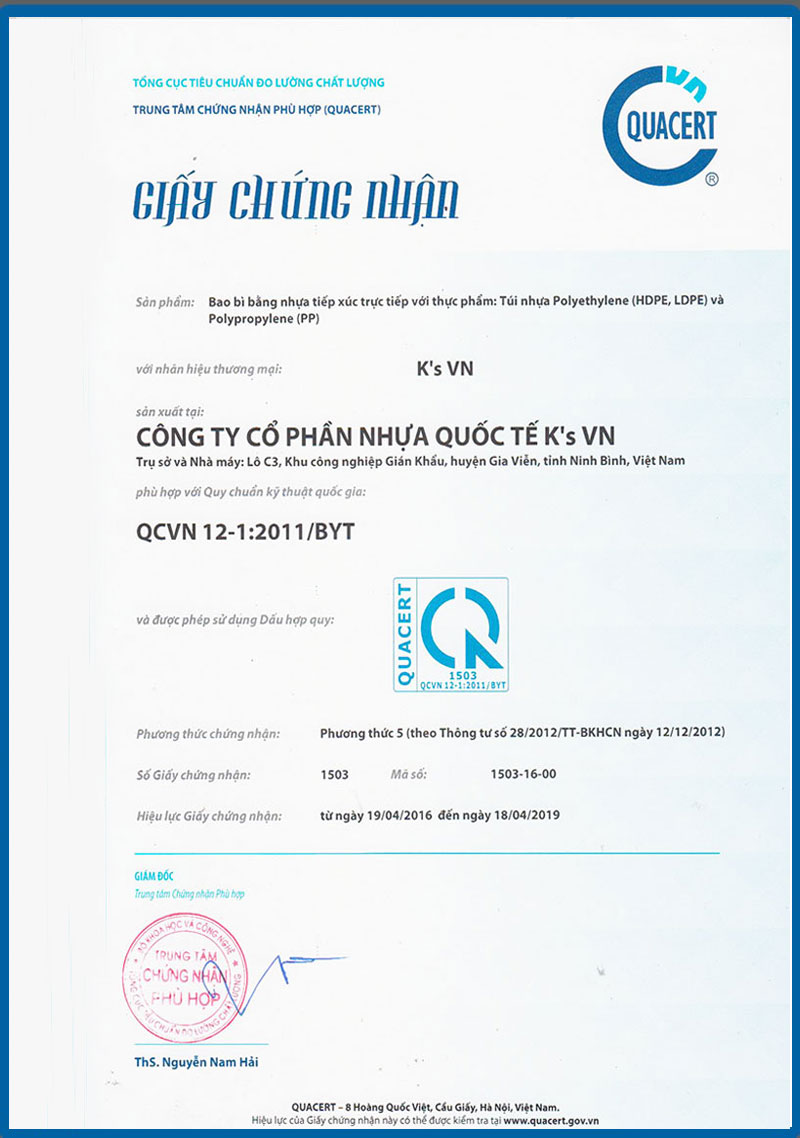 TỔNG CỤC TIÊU CHUẨN ĐO LƯỜNG CHẤT LƯỢNG
TRUNG TÂM CHỨNG NHẬN PHÙ HỢP (QUACERT)
VN
QUACERT
®
GIẤY CHỨNG NHẬN
Sản phẩm: Bao bì bằng nhựa tiếp xúc trực tiếp với thực phẩm: Túi nhựa Polyethylene (HDPE, LDPE) và
Polypropylene (PP)
với nhãn hiệu thương mại: K's VN
sản xuất tại:
CÔNG TY CỔ PHẦN NHỰA QUỐC TẾ K's VN
Trụ sở và Nhà máy: Lô C3, Khu công nghiệp Gián Khẩu, huyện Gia Viễn, tỉnh Ninh Bình, Việt Nam
phù hợp với Quy chuẩn kỹ thuật quốc gia:
QCVN 12-1:2011/BYT
và được phép sử dụng Dấu hợp quy:
QUACERT
1503
QCVN 12-1:2011/BYT
Phương thức chứng nhận: Phương thức 5 (theo Thông tư số 28/2012/TT-BKHCN ngày 12/12/2012)
Số Giấy chứng nhận: 1503 Mã số: 1503-16-00
Hiệu lực Giấy chứng nhận: từ ngày 19/04/2016 đến ngày 18/04/2019
GIÁM ĐỐC
Trung tâm Chứng nhận Phù hợp
BỘ KHOA HỌC VÀ CÔNG NGHỆ
TRUNG TÂM
CHỨNG NHẬN
PHÙ HỢP
TỔNG CỤC TIÊU CHUẨN ĐO LƯỜNG CHẤT LƯỢNG
ThS. Nguyễn Nam Hải
QUACERT – 8 Hoàng Quốc Việt, Cầu Giấy, Hà Nội, Việt Nam.
Hiệu lực của Giấy chứng nhận này có thể được kiểm tra tại www.quacert.gov.vn